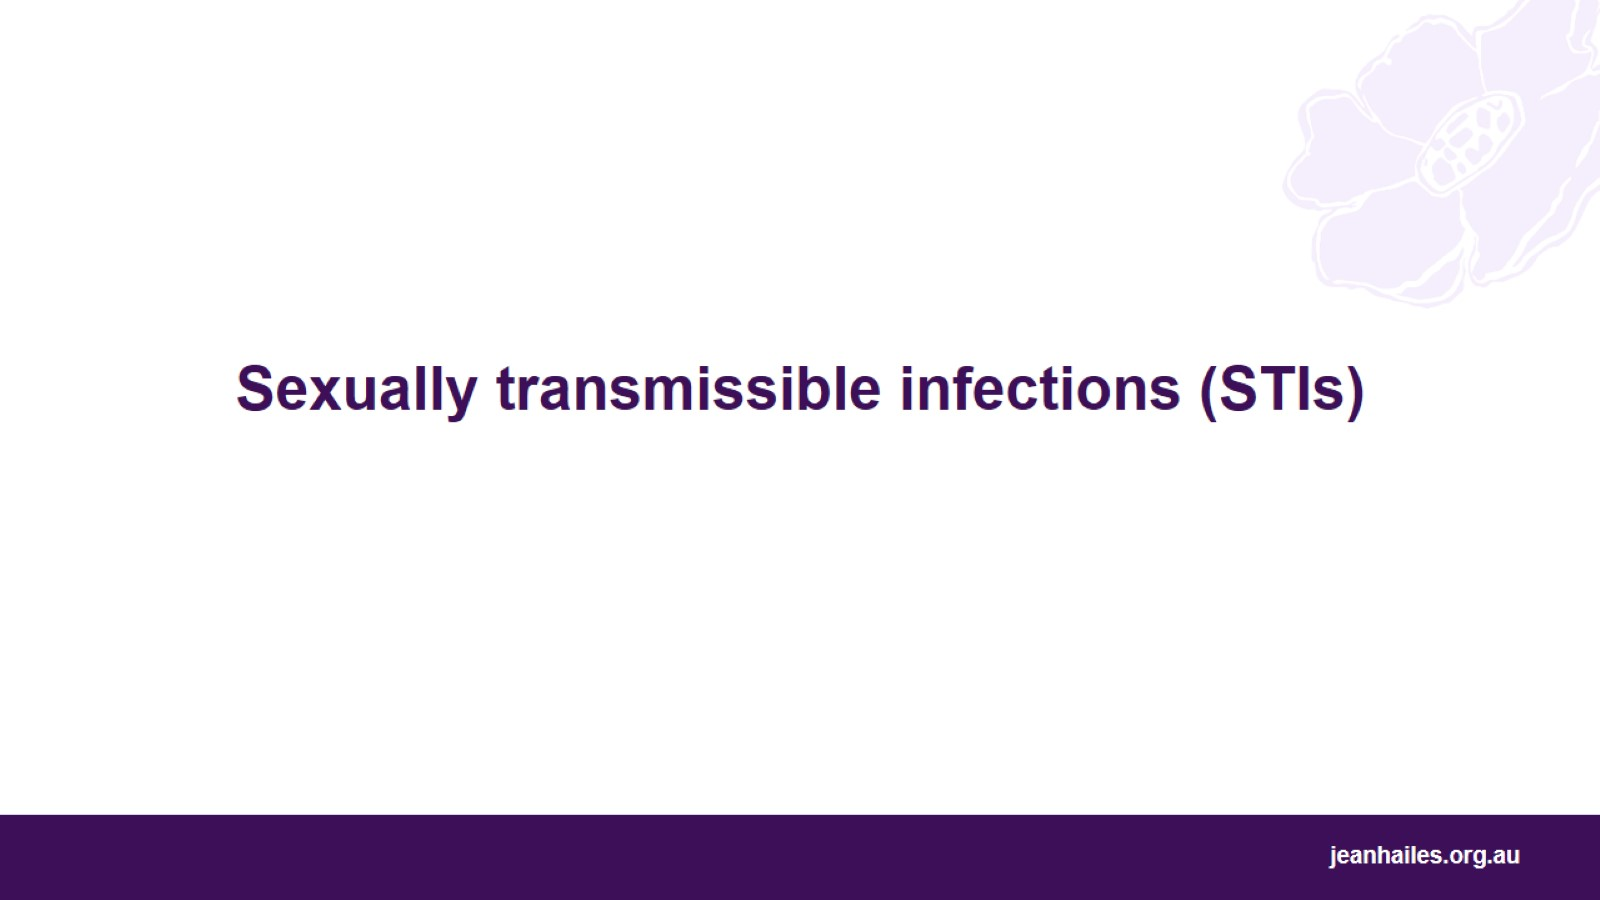 Sexually transmissible infections (STIs)
jeanhailes.org.au